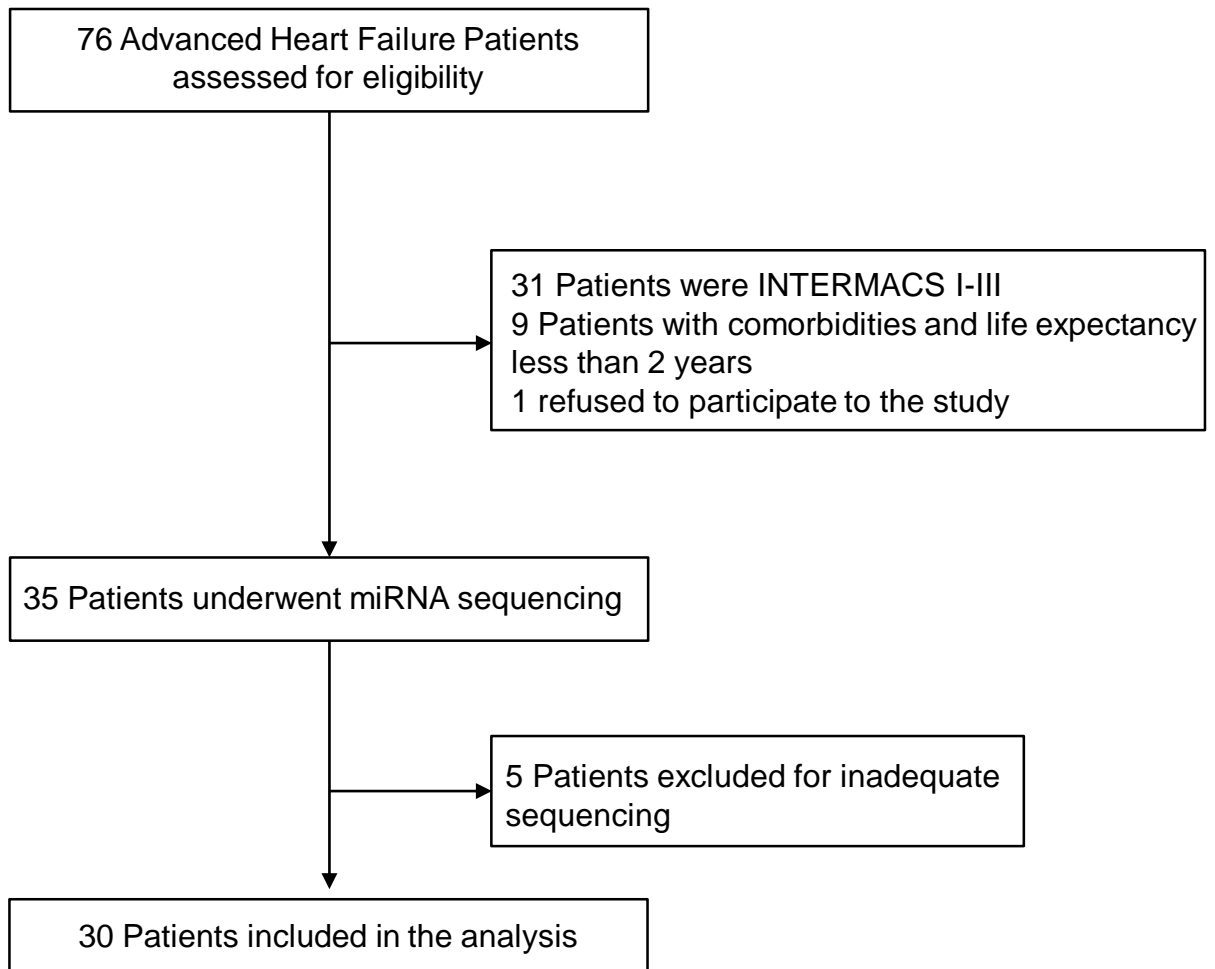 76 Advanced Heart Failure Patients
assessed for eligibility
31 Patients were INTERMACS I-III
9 Patients with comorbidities and life expectancy
less than 2 years
1 refused to participate to the study
35 Patients underwent miRNA sequencing
5 Patients excluded for inadequate
sequencing
30 Patients included in the analysis